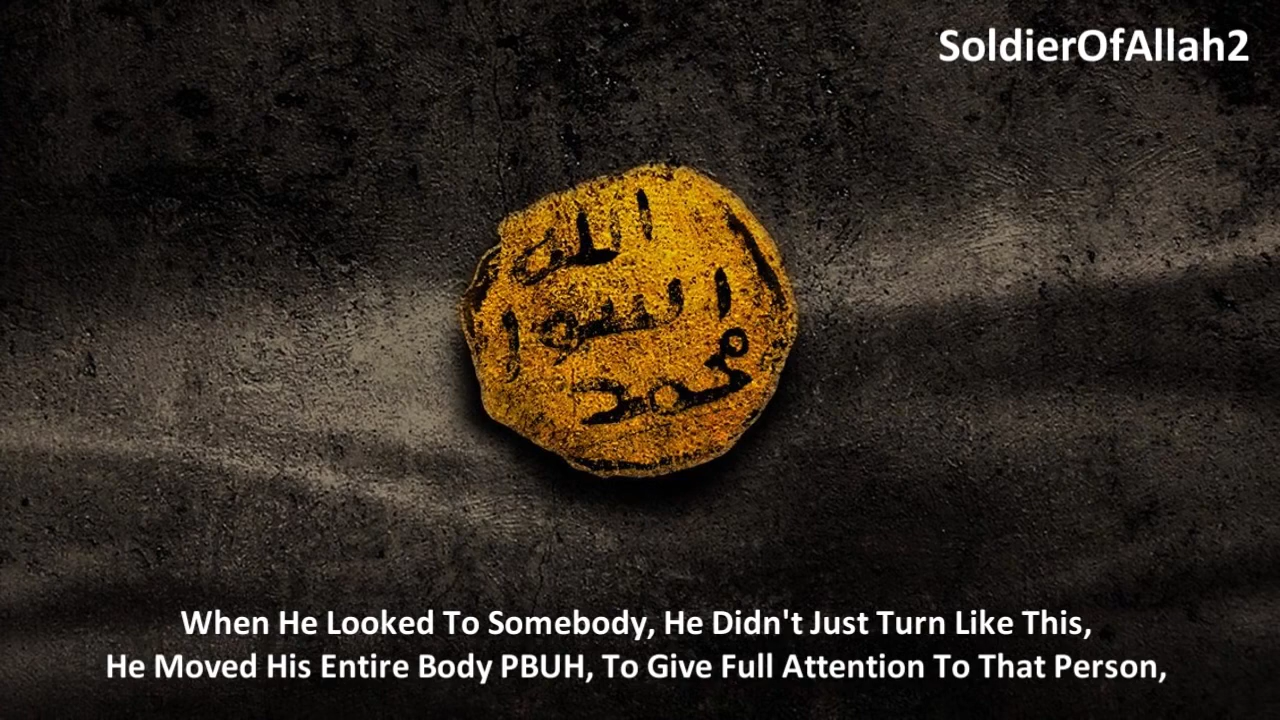 SoldierOfAllah2
الله
رسول
محمد
When He Looked To Somebody, He Didn't Just Turn Like This,
He Moved His Entire Body PBUH, To Give Full Attention To That Person,